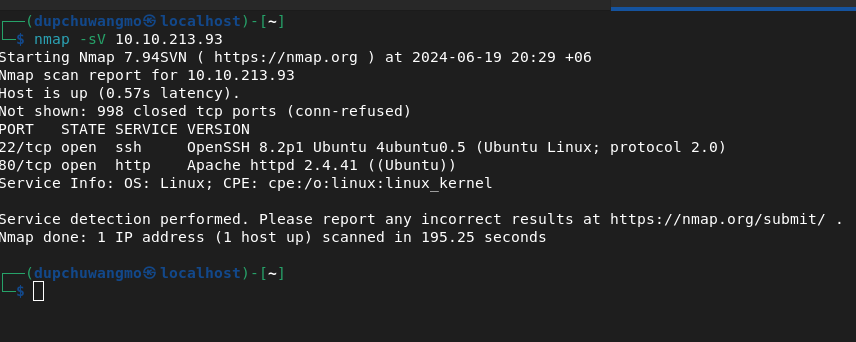 ┌──(dupchuwangmo㉿localhost)-[~]
└─$ nmap -sV 10.10.213.93
Starting Nmap 7.94SVN ( https://nmap.org ) at 2024-06-19 20:29 +06
Nmap scan report for 10.10.213.93
Host is up (0.57s latency).
Not shown: 998 closed tcp ports (conn-refused)
PORT   STATE SERVICE VERSION
22/tcp open  ssh     OpenSSH 8.2p1 Ubuntu 4ubuntu0.5 (Ubuntu Linux; protocol 2.0)
80/tcp open  http    Apache httpd 2.4.41 ((Ubuntu))
Service Info: OS: Linux; CPE: cpe:/o:linux:linux_kernel
Service detection performed. Please report any incorrect results at https://nmap.org/submit/ .
Nmap done: 1 IP address (1 host up) scanned in 195.25 seconds
┌──(dupchuwangmo㉿localhost)-[~]
└─$